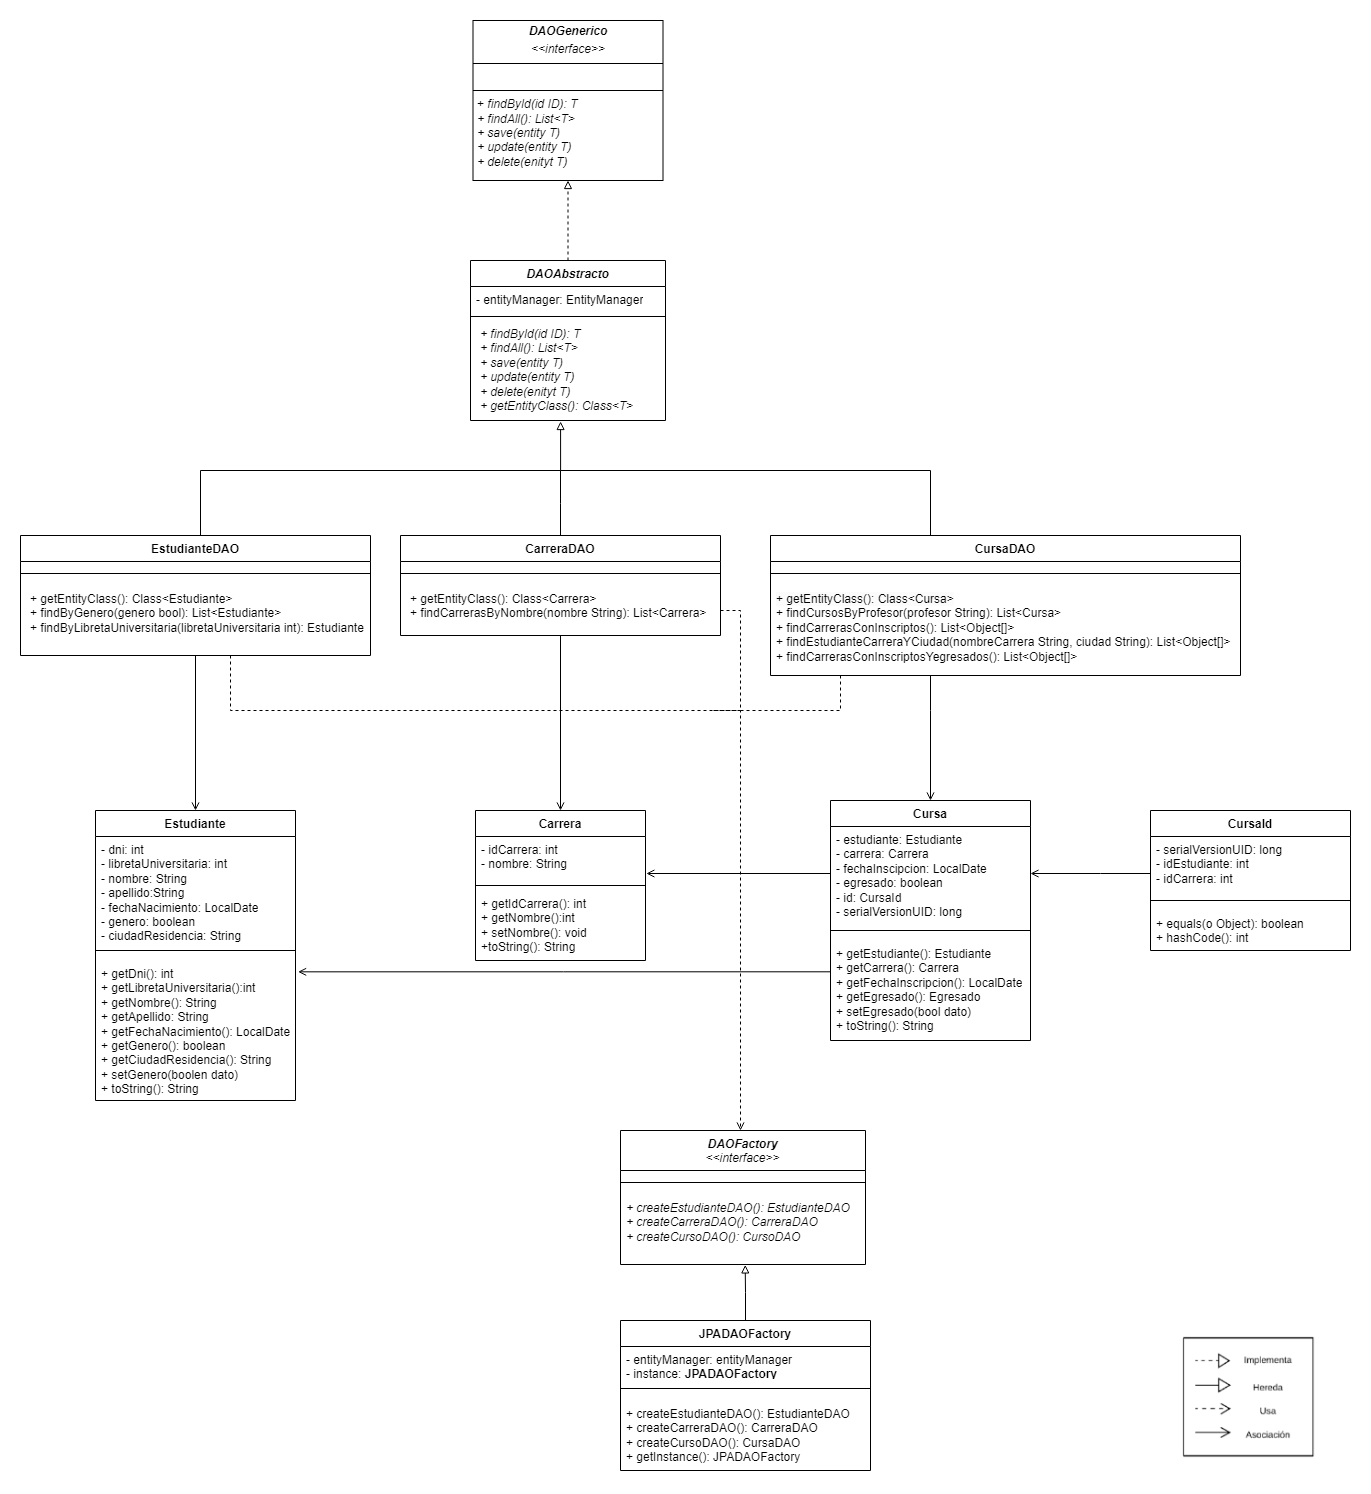 DAOGenerico
<<interface>>
+ findById(id ID): T
+ findAll(): List<T>
+ save(entity T)
+ update(entity T)
+ delete(enityt T)
DAOAbstracto
- entityManager: EntityManager
+ findById(id ID): T
+ findAll(): List<T>
+ save(entity T)
+ update(entity T)
+ delete(enityt T)
+ getEntityClass(): Class<T>
EstudianteDAO
+ getEntityClass(): Class<Estudiante>
+ findByGenero(genero bool): List<Estudiante>
+ findByLibretaUniversitaria(libretaUniversitaria int): Estudiante
CarreraDAO
+ getEntityClass(): Class<Carrera>
+ findCarrerasByNombre(nombre String): List<Carrera>
CursaDAO
+ getEntityClass(): Class<Cursa>
+ findCursosByProfesor(profesor String): List<Cursa>
+ findCarrerasConInscriptos(): List<Object[]>
+ findEstudianteCarreraYCiudad(nombreCarrera String, ciudad String): List<Object[]>
+ findCarrerasConInscriptosYegresados(): List<Object[]>
Estudiante
- dni: int
- libretaUniversitaria: int
- nombre: String
- apellido:String
- fechaNacimiento: LocalDate
- genero: boolean
- ciudadResidencia: String
+ getDni(): int
+ getLibretaUniversitaria():int
+ getNombre(): String
+ getApellido: String
+ getFechaNacimiento(): LocalDate
+ getGenero(): boolean
+ getCiudadResidencia(): String
+ setGenero(boolen dato)
+ toString(): String
Carrera
- idCarrera: int
- nombre: String
+ getIdCarrera(): int
+ getNombre():int
+ setNombre(): void
+toString(): String
Cursa
- estudiante: Estudiante
- carrera: Carrera
- fechaInscipcion: LocalDate
- egresado: boolean
- id: CursaId
- serialVersionUID: long
+ getEstudiante(): Estudiante
+ getCarrera(): Carrera
+ getFechaInscripcion(): LocalDate
+ getEgresado(): Egresado
+ setEgresado(bool dato)
+ toString(): String
CursaId
- serialVersionUID: long
- idEstudiante: int
- idCarrera: int
+ equals(o Object): boolean
+ hashCode(): int
DAOFactory
<<interface>>
+ createEstudianteDAO(): EstudianteDAO
+ createCarreraDAO(): CarreraDAO
+ createCursoDAO(): CursoDAO
JPADAOFactory
- entityManager: entityManager
- instance: JPADAOFactory
+ createEstudianteDAO(): EstudianteDAO
+ createCarreraDAO(): CarreraDAO
+ createCursoDAO(): CursaDAO
+ getInstance(): JPADAOFactory
Implementa
Hereda
Usa
Asociación